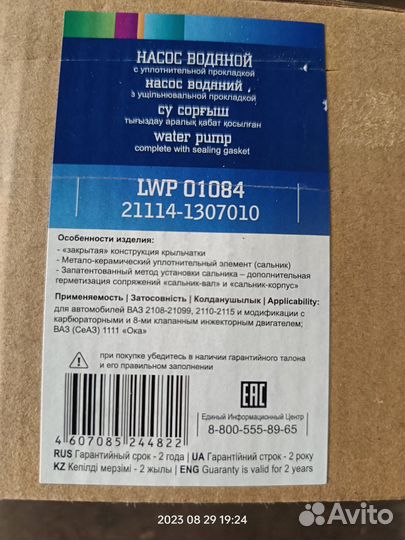 НАСОС ВОДЯНОЙ
с уплотнительной прокладкой
насос водяний
з ущільнювальной прокладкой
су сорғыш
тығыздау аралық қабат қосылған
water pump
complete with sealing gasket
LWP 01084
21114-1307010
Особенности изделия:
- «закрытая» конструкция крыльчатки
- Метало-керамический уплотнительный элемент (сальник)
- Запатентованный метод установки сальника – дополнительная
герметизация сопряжений «сальник-вал» и «сальник-корпус»
Применяемость | Затосовність | Колданушылык | Applicability:
для автомобилей ВАЗ 2108-21099, 2110-2115 и модификации с
карбюраторными и 8-ми клапанным инжекторным двигателем;
ВАЗ (СеАЗ) 1111 «Ока»
при покупке убедитесь в наличии гарантийного талона
и его правильном заполнении
EAC
Единый Информационный Центр
8-800-555-89-65
4 607085 244822
RUS Гарантийный срок - 2 года | UA Гарантійний строк - 2 року
KZ Кепілді мерзімі - 2 жылы | ENG Guaranty is valid for 2 years
2023 08 29 19:24
Avito